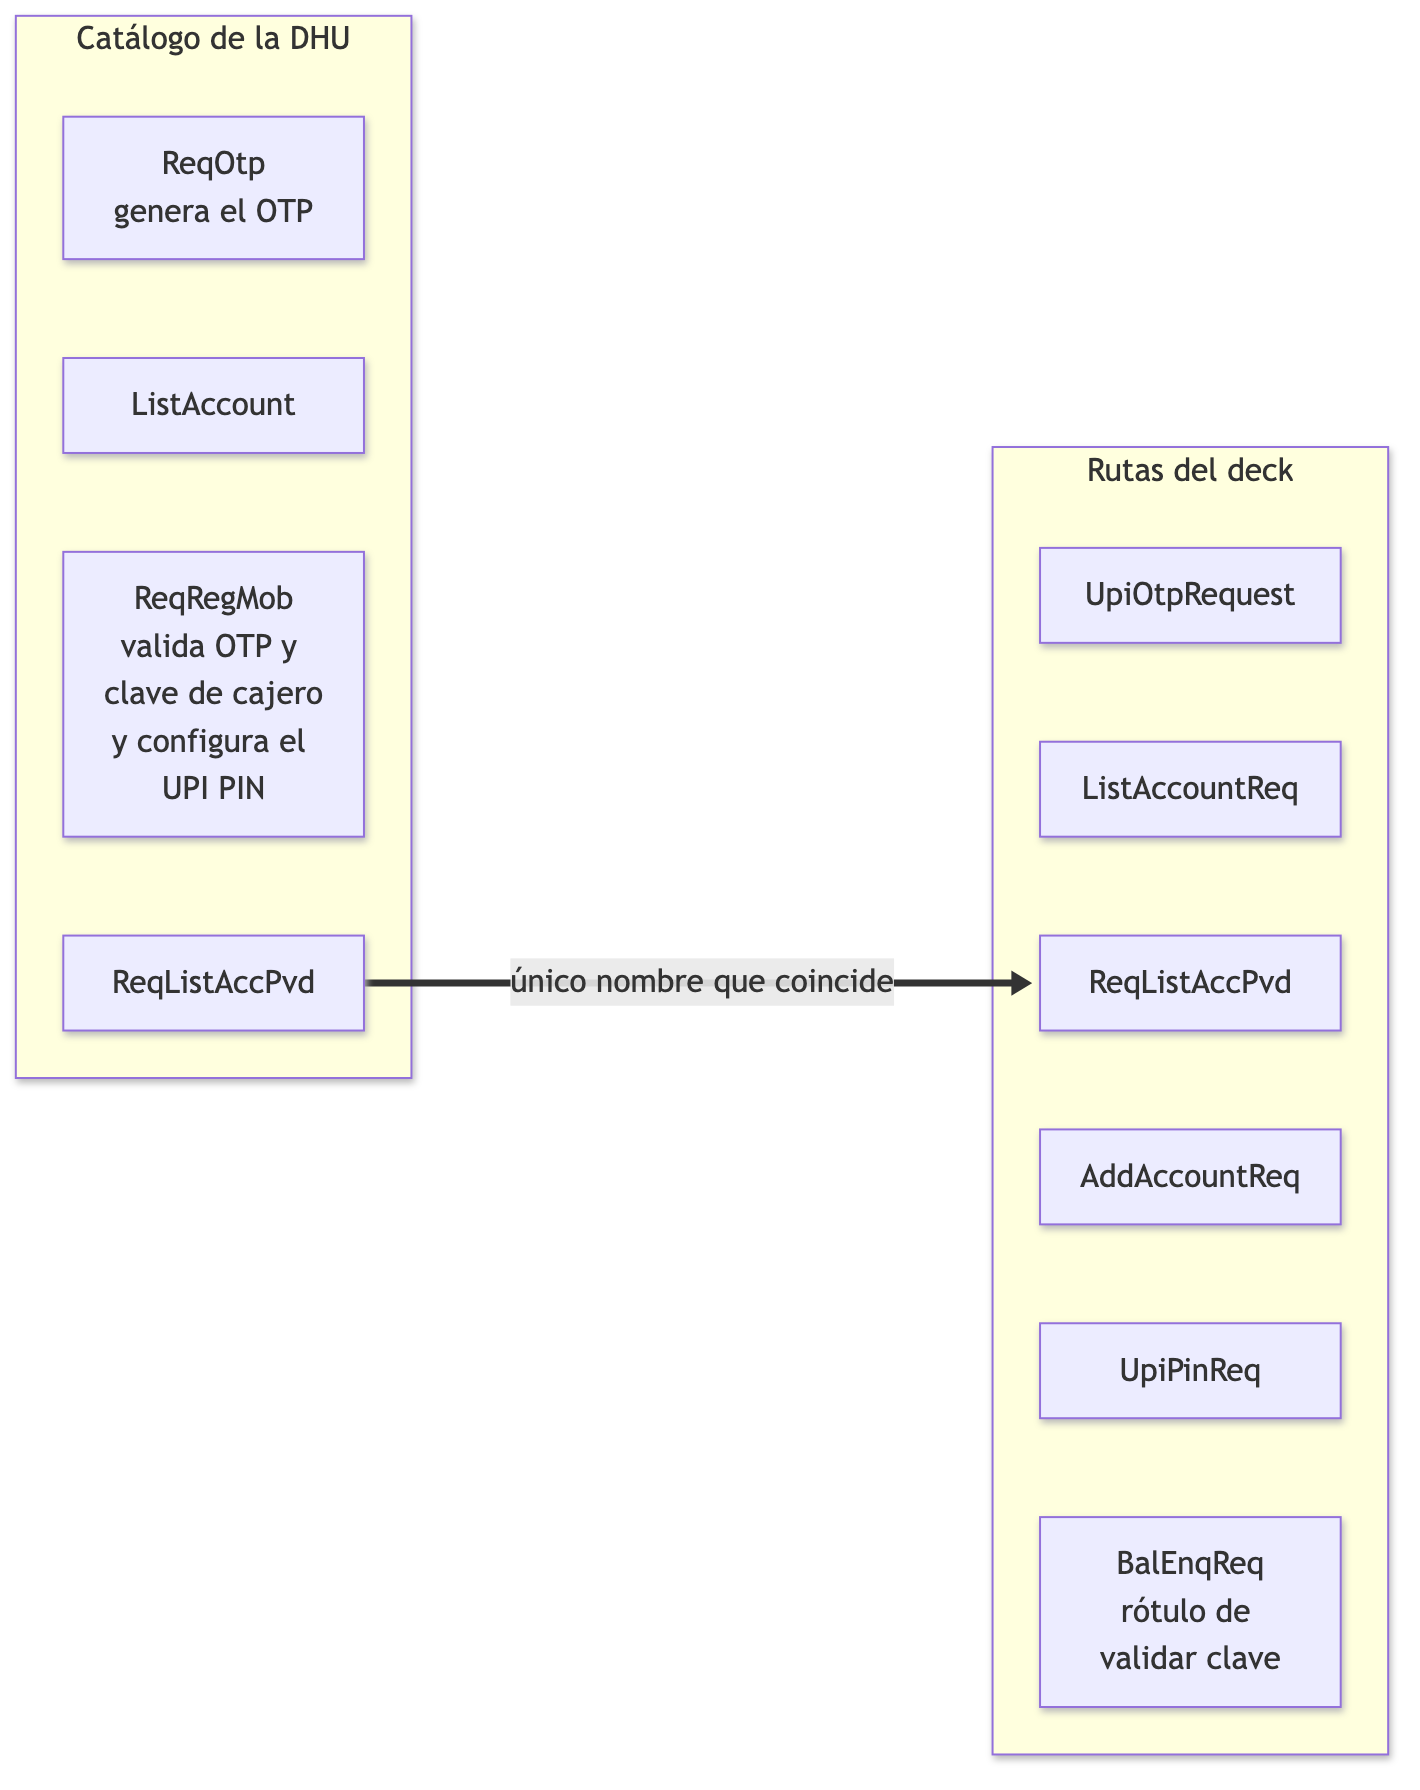 Catálogo de la DHU
ReqOtp
genera el OTP
ListAccount
ReqRegMob
valida OTP y
clave de cajero
y configura el
UPI PIN
ReqListAccPvd
único nombre que coincide
Rutas del deck
UpiOtpRequest
ListAccountReq
ReqListAccPvd
AddAccountReq
UpiPinReq
BalEnqReq
rótulo de
validar clave